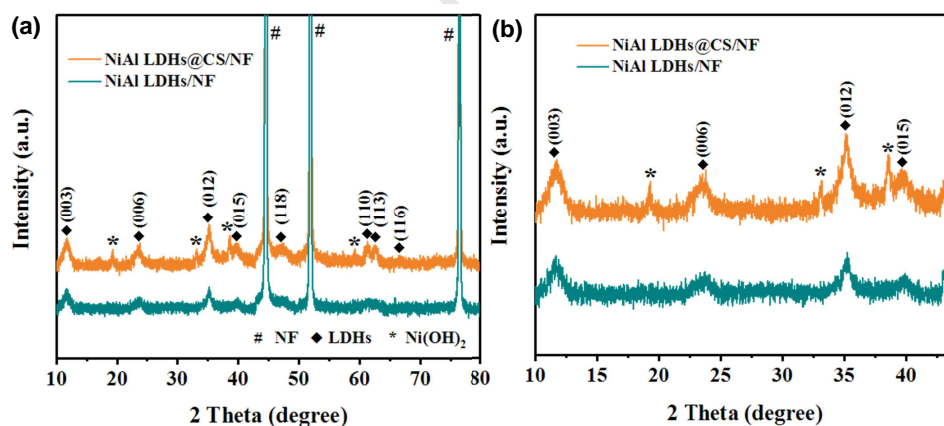 (a)
NiAl LDHs@CS/NF
NiAl LDHs/NF
Intensity (a.u.)
#
#
#
(003)
*
(006)
*
(012)
*
(015)
(118)
*
(110)
(113)
(116)
# NF ◆ LDHs * Ni(OH)2
10 20 30 40 50 60 70 80
2 Theta (degree)
(b)
NiAl LDHs@CS/NF
NiAl LDHs/NF
Intensity (a.u.)
(003)
*
(006)
*
(012)
*
(015)
10 15 20 25 30 35 40
2 Theta (degree)